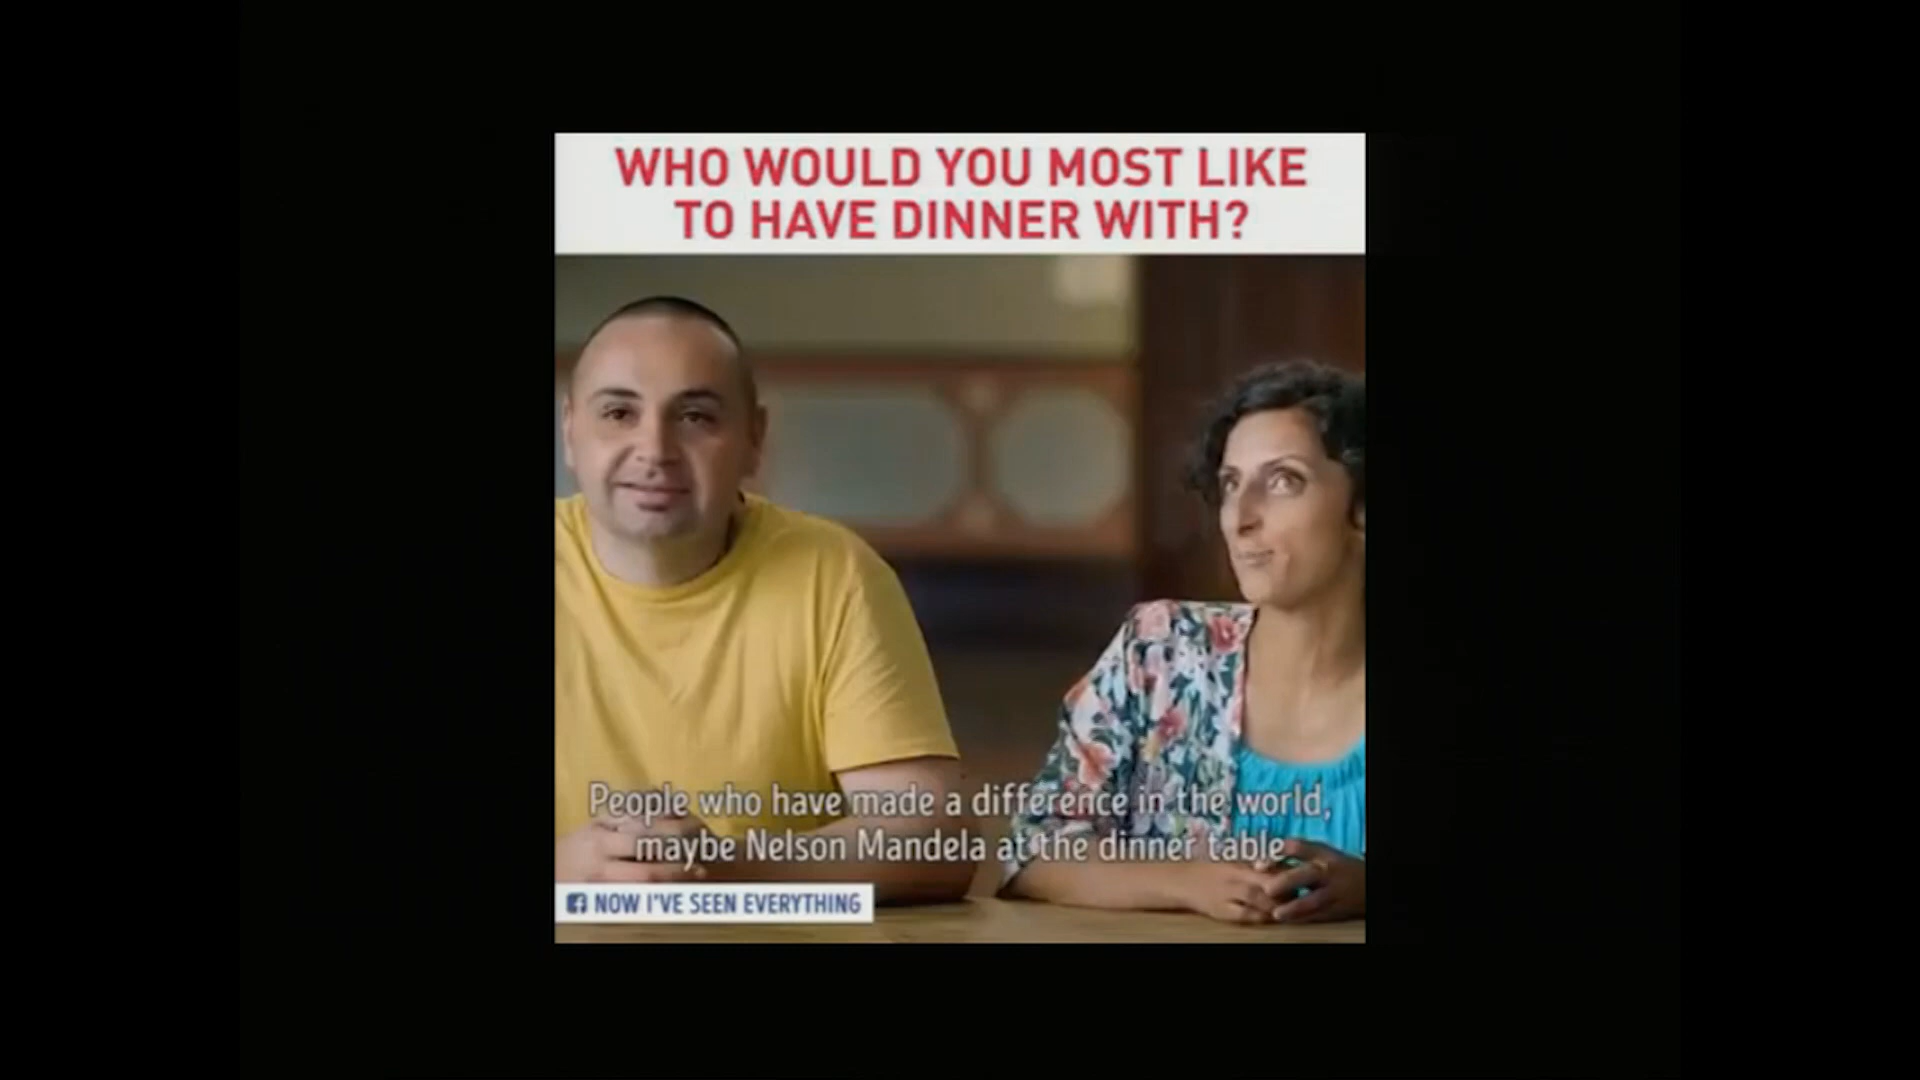 WHO WOULD YOU MOST LIKE
TO HAVE DINNER WITH?
People who have made a difference in the world,
maybe Nelson Mandela at the dinner table
NOW I'VE SEEN EVERYTHING